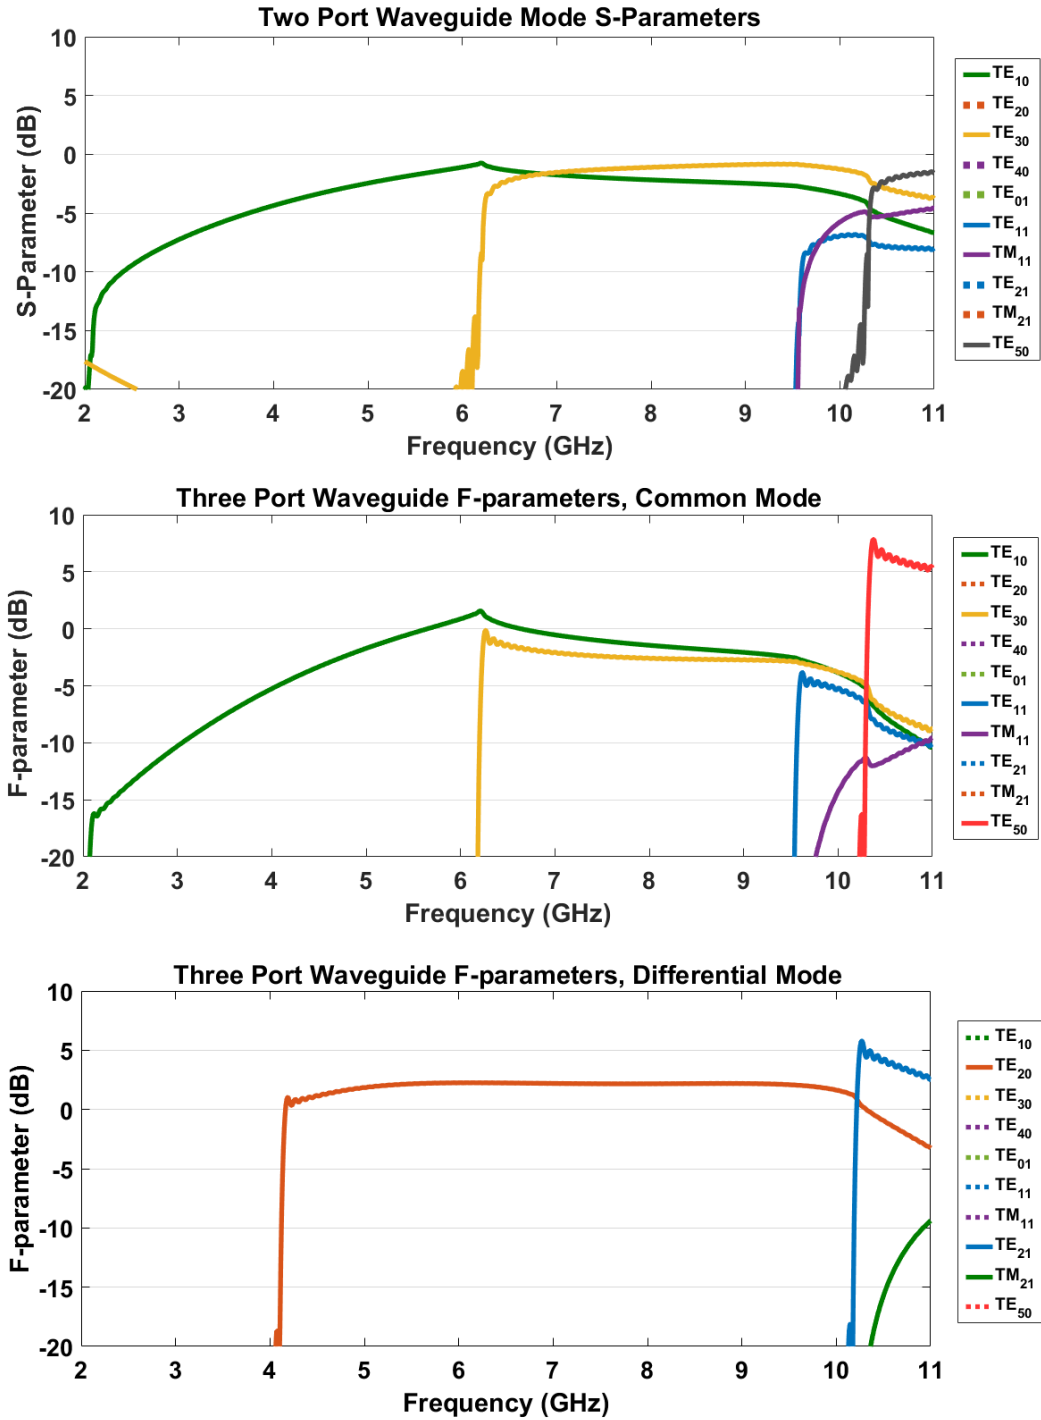 Two Port Waveguide Mode S-Parameters
S-Parameter (dB)
10
5
0
-5
-10
-15
-20
2 3 4 5 6 7 8 9 10 11
Frequency (GHz)
TE10
TE20
TE30
TE40
TE01
TE11
TM11
TE21
TM21
TE50
Three Port Waveguide F-parameters, Common Mode
F-parameter (dB)
10
5
0
-5
-10
-15
-20
2 3 4 5 6 7 8 9 10 11
Frequency (GHz)
TE10
TE20
TE30
TE40
TE01
TE11
TM11
TE21
TM21
TE50
Three Port Waveguide F-parameters, Differential Mode
F-parameter (dB)
10
5
0
-5
-10
-15
-20
2 3 4 5 6 7 8 9 10 11
Frequency (GHz)
TE10
TE20
TE30
TE40
TE01
TE11
TM11
TE21
TM21
TE50